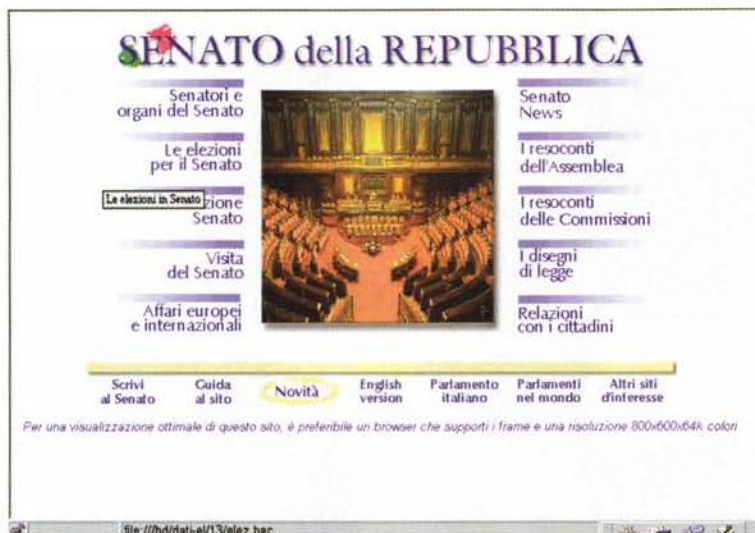 SENATO della REPUBBLICA
Senatori e
organi del Senato
Le elezioni
per il Senato
Le elezioni in Senato
zione
Senato
Visita
del Senato
Affari europei
e internazionali
Senato
News
I resoconti
dell'Assemblea
I resoconti
delle Commissioni
I disegni
di legge
Relazioni
con i cittadini
Scrivi
al Senato
Guida
al sito
Novità
English
version
Parlamento
italiano
Parlamenti
nel mondo
Altri siti
d'interesse
Per una visualizzazione ottimale di questo sito, è preferibile un browser che supporti i frame e una risoluzione 800x600x64k colori
file:///hd/dati-el/13/elez.hac